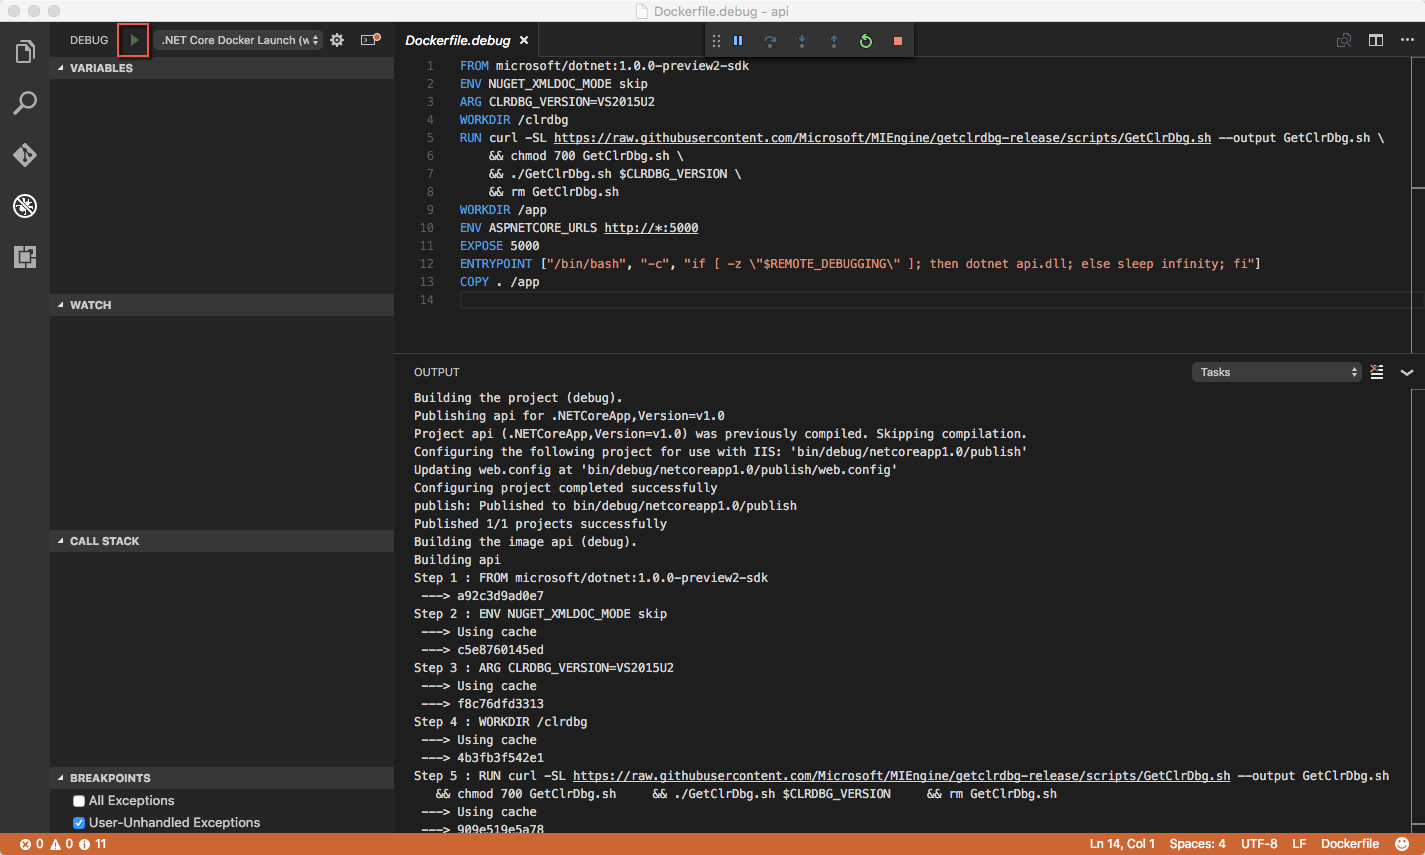 Dockerfile.debug - api
DEBUG
.NET Core Docker Launch (w
VARIABLES
WATCH
CALL STACK
BREAKPOINTS
All Exceptions
User-Unhandled Exceptions
Dockerfile.debug
1 FROM microsoft/dotnet:1.0.0-preview2-sdk
2 ENV NUGET_XMLDOC_MODE skip
3 ARG CLRDBG_VERSION=VS2015U2
4 WORKDIR /clrdbg
5 RUN curl -SL https://raw.githubusercontent.com/Microsoft/MIEngine/getclrdbg-release/scripts/GetClrDbg.sh --output GetClrDbg.sh \
6 && chmod 700 GetClrDbg.sh \
7 && ./GetClrDbg.sh $CLRDBG_VERSION \
8 && rm GetClrDbg.sh
9 WORKDIR /app
10 ENV ASPNETCORE_URLS http://*:5000
11 EXPOSE 5000
12 ENTRYPOINT ["/bin/bash", "-c", "if [ -z \"$REMOTE_DEBUGGING\" ]; then dotnet api.dll; else sleep infinity; fi"]
13 COPY . /app
14
OUTPUT
Tasks
Building the project (debug).
Publishing api for .NETCoreApp,Version=v1.0
Project api (.NETCoreApp,Version=v1.0) was previously compiled. Skipping compilation.
Configuring the following project for use with IIS: 'bin/debug/netcoreapp1.0/publish'
Updating web.config at 'bin/debug/netcoreapp1.0/publish/web.config'
Configuring project completed successfully
publish: Published to bin/debug/netcoreapp1.0/publish
Published 1/1 projects successfully
Building the image api (debug).
Building api
Step 1 : FROM microsoft/dotnet:1.0.0-preview2-sdk
---> a92c3d9ad0e7
Step 2 : ENV NUGET_XMLDOC_MODE skip
---> Using cache
---> c5e8760145ed
Step 3 : ARG CLRDBG_VERSION=VS2015U2
---> Using cache
---> f8c76dfd3313
Step 4 : WORKDIR /clrdbg
---> Using cache
---> 4b3fb3f542e1
Step 5 : RUN curl -SL https://raw.githubusercontent.com/Microsoft/MIEngine/getclrdbg-release/scripts/GetClrDbg.sh --output GetClrDbg.sh
&& chmod 700 GetClrDbg.sh && ./GetClrDbg.sh $CLRDBG_VERSION && rm GetClrDbg.sh
---> Using cache
---> 909e519e5a78
0 0 11
Ln 14, Col 1 Spaces: 4 UTF-8 LF Dockerfile